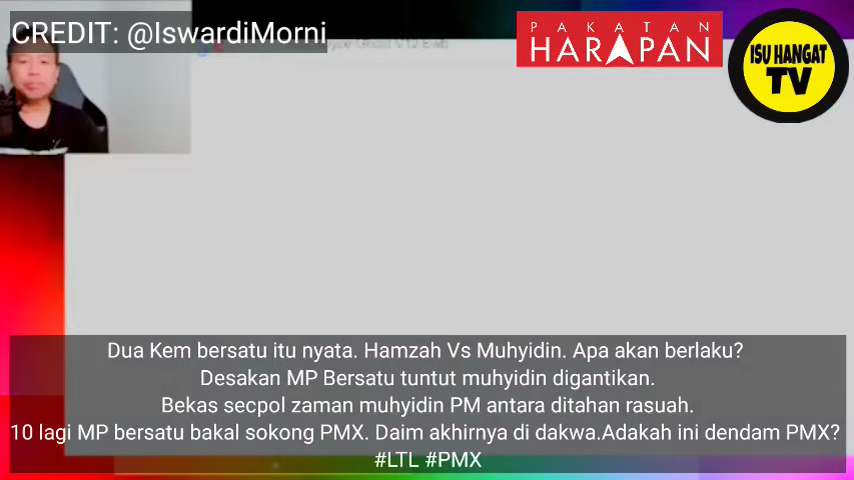 CREDIT: @IswardiMorni
PAKATAN
HARAPAN
ISU HANGAT
TV
Dua Kem bersatu itu nyata. Hamzah Vs Muhyidin. Apa akan berlaku?
Desakan MP Bersatu tuntut muhyidin digantikan.
Bekas secpol zaman muhyidin PM antara ditahan rasuah.
10 lagi MP bersatu bakal sokong PMX. Daim akhirnya di dakwa.Adakah ini dendam PMX?
#LTL #PMX